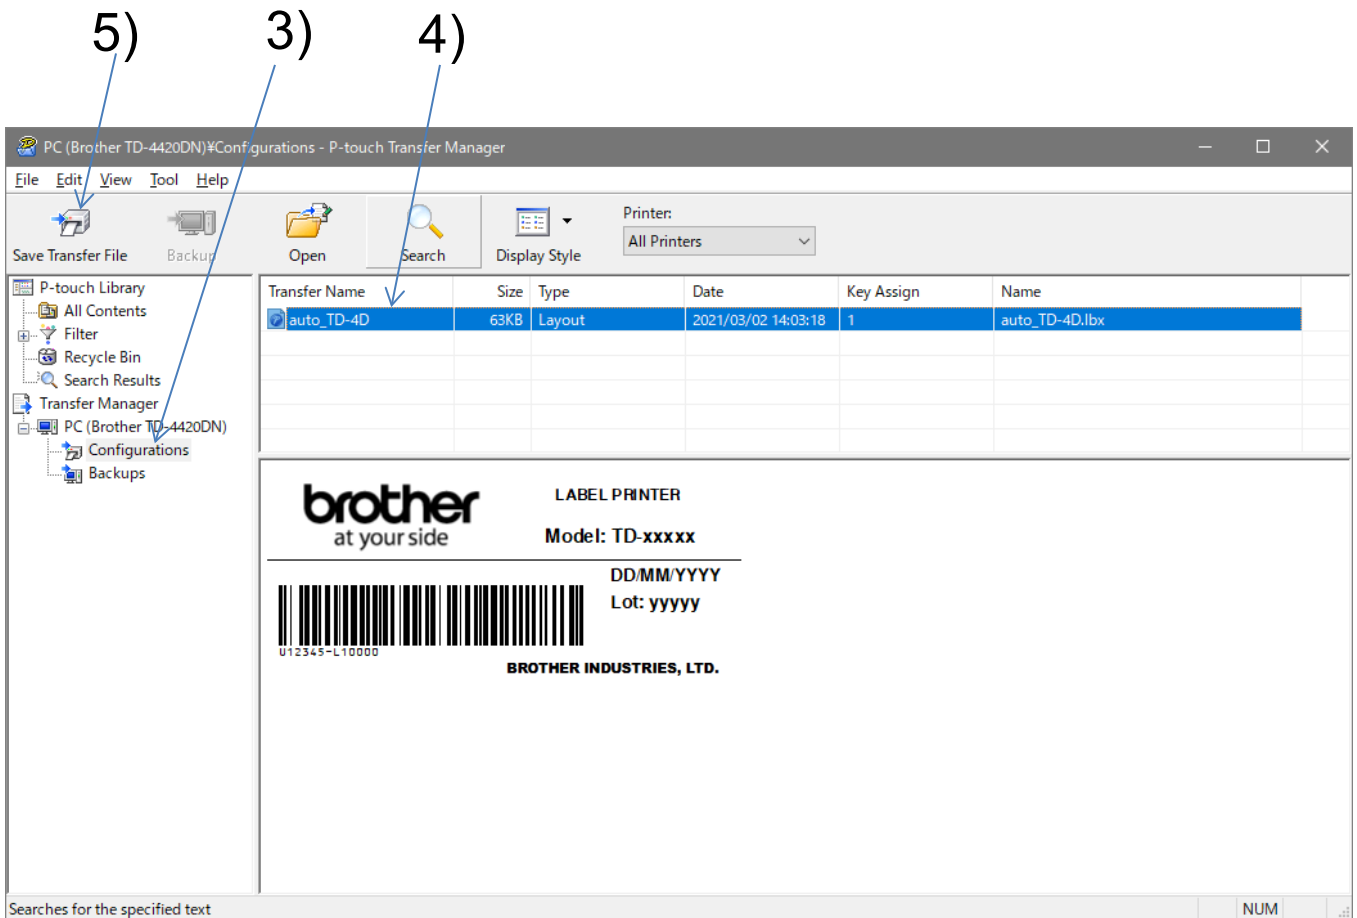 5) 3) 4)
PC (Brother TD-4420DN)¥Configurations - P-touch Transfer Manager
File Edit View Tool Help
Save Transfer File Backup Open Search Display Style
Printer:
All Printers
P-touch Library
All Contents
Filter
Recycle Bin
Search Results
Transfer Manager
PC (Brother TD-4420DN)
Configurations
Backups
Transfer Name Size Type Date Key Assign Name
auto_TD-4D 63KB Layout 2021/03/02 14:03:18 1 auto_TD-4D.lbx
brother
at your side
LABEL PRINTER
Model: TD-xxxxx
DD/MM/YYYY
Lot: yyyyy
U12345-L10000
BROTHER INDUSTRIES, LTD.
Searches for the specified text NUM